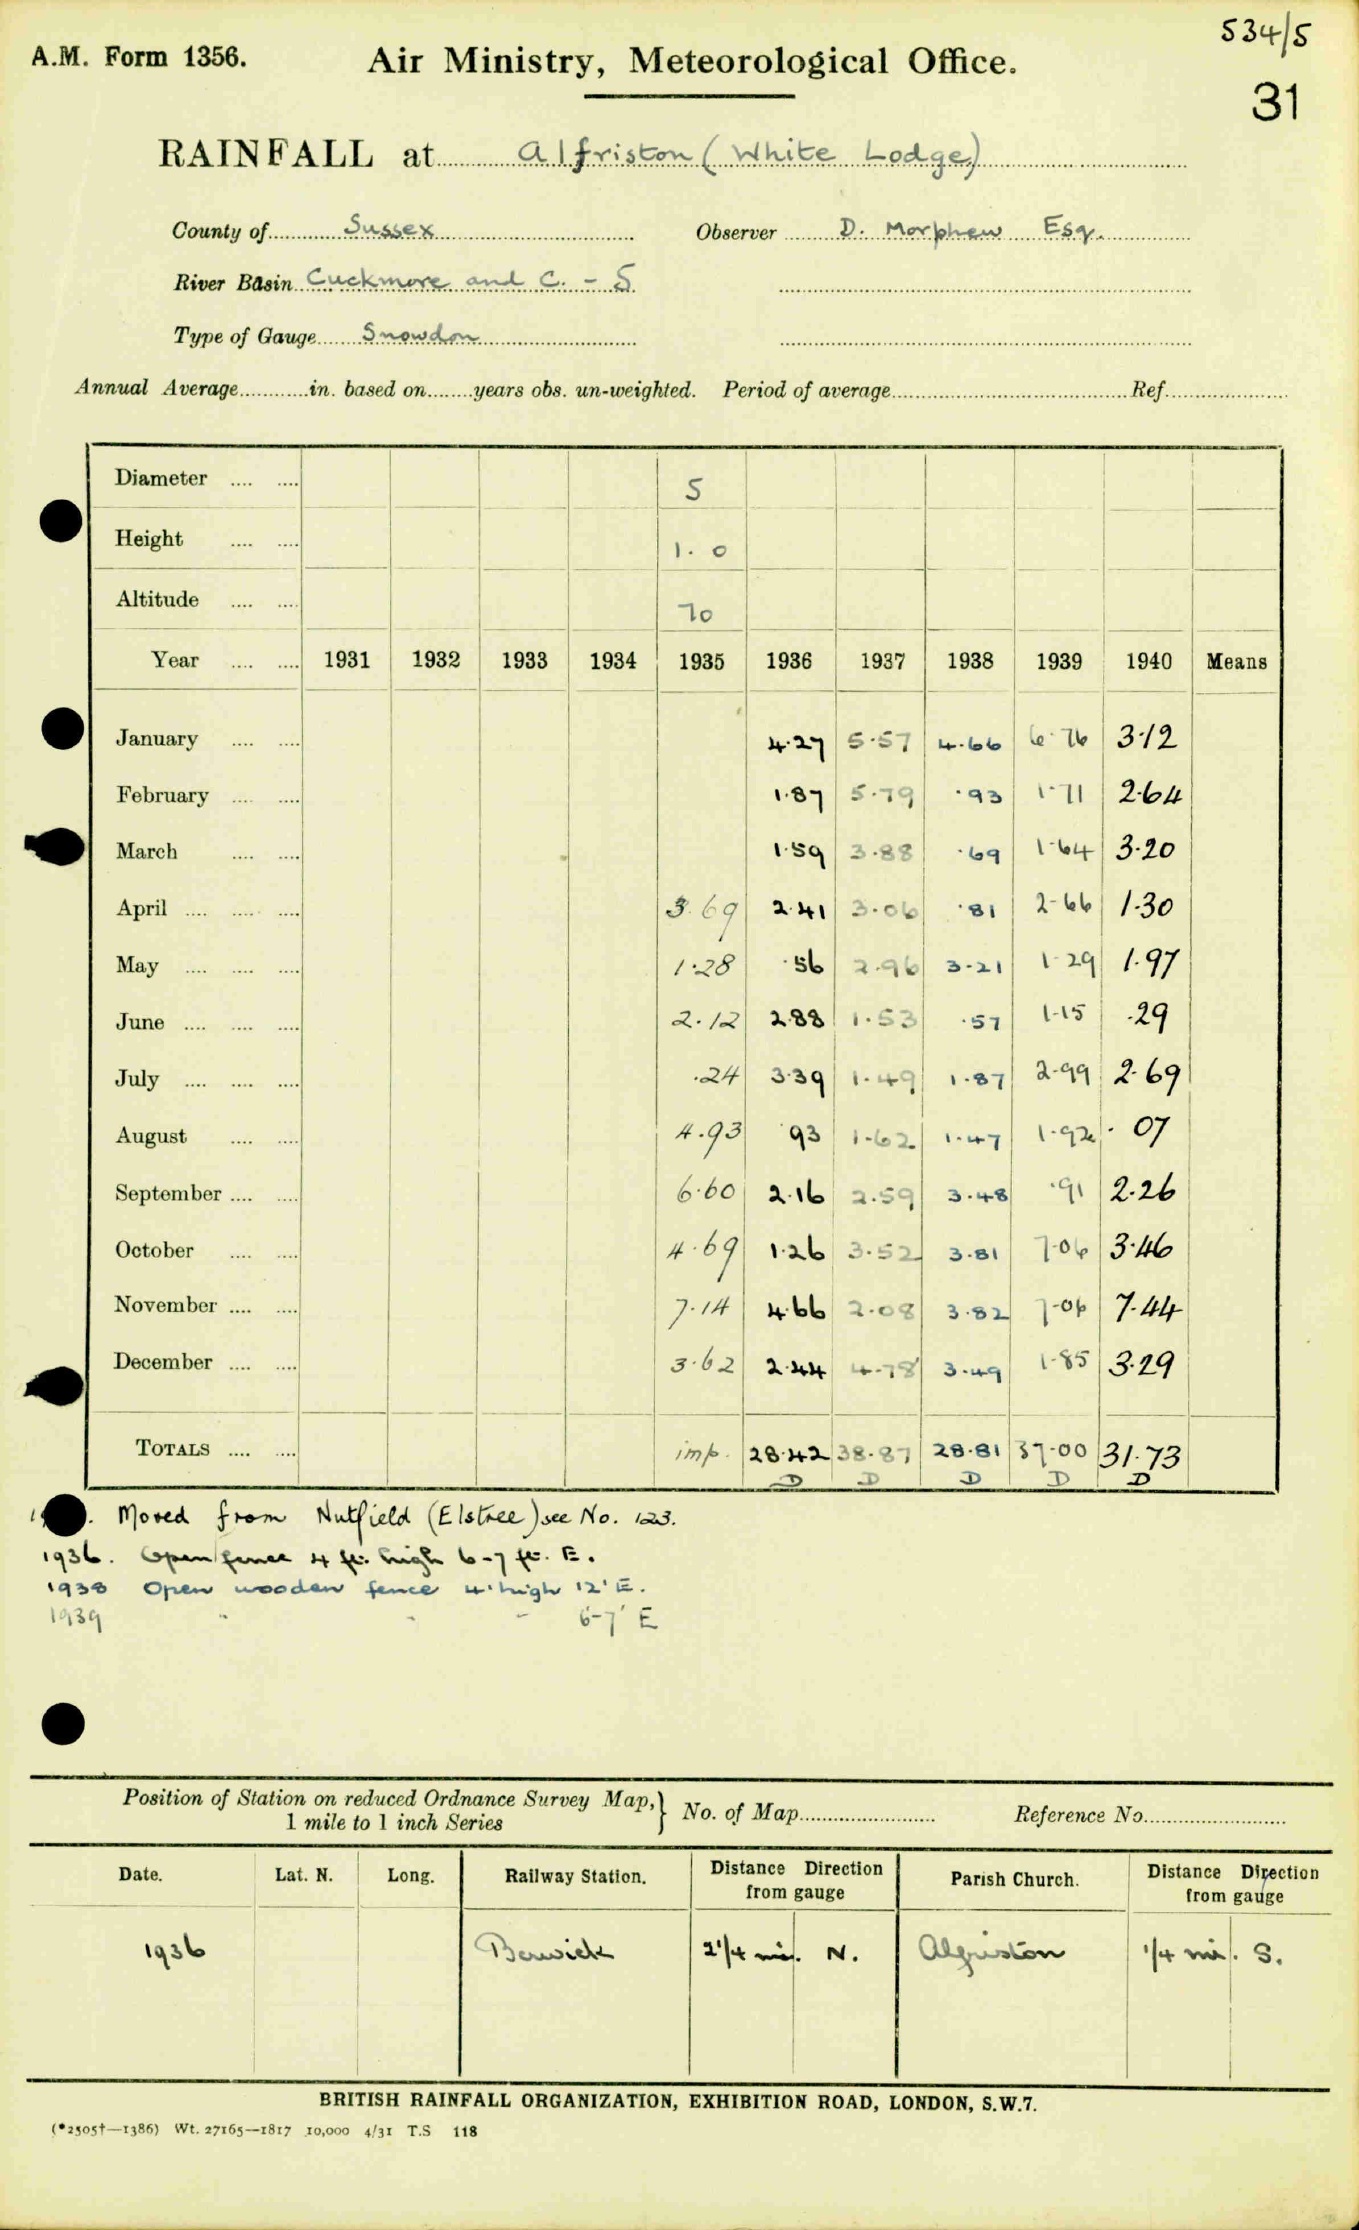 534/5
A.M. Form 1356. Air Ministry, Meteorological Office.
31
RAINFALL at Alfriston (White Lodge)
County of Sussex Observer D. Morphew Esq.
River Basin Cuckmere and C. - S
Type of Gauge Snowdon
Annual Average in. based on years obs. un-weighted. Period of average Ref.
Diameter 5
Height 1.0
Altitude 70
Year 1931 1932 1933 1934 1935 1936 1937 1938 1939 1940 Means
January 4.27 5.57 4.66 6.76 3.12
February 1.87 5.79 .93 1.71 2.64
March 1.59 3.88 .69 1.64 3.20
April 3.69 2.41 3.06 .81 2.66 1.30
May 1.28 .56 2.96 3.21 1.29 1.97
June 2.12 2.88 1.53 .57 1.15 .29
July .24 3.39 1.49 1.87 2.99 2.69
August 4.93 .93 1.62 1.47 1.92 .07
September 6.60 2.16 2.59 3.48 .91 2.26
October 4.69 1.26 3.52 3.81 7.06 3.46
November 7.14 4.66 2.08 3.82 7.06 7.44
December 3.62 2.44 4.78 3.49 1.85 3.29
TOTALS imp. 28.42 38.87 28.81 37.00 31.73
D D D D D
Moved from Nutfield (Elstree) see No. 123.
1936. Open fence 4 ft. high 6-7 ft. E.
1938 Open wooden fence 4' high 12' E.
1939 " " " 6-7' E
Position of Station on reduced Ordnance Survey Map, } No. of Map Reference No.
1 mile to 1 inch Series
Date. Lat. N. Long. Railway Station. Distance Direction Parish Church. Distance Direction
from gauge from gauge
1936 Berwick 2 1/4 mi. N. Alfriston 1/4 mi. S.
BRITISH RAINFALL ORGANIZATION, EXHIBITION ROAD, LONDON, S.W.7.
(*2505†—1386) Wt. 27165—1817 10,000 4/31 T.S 118